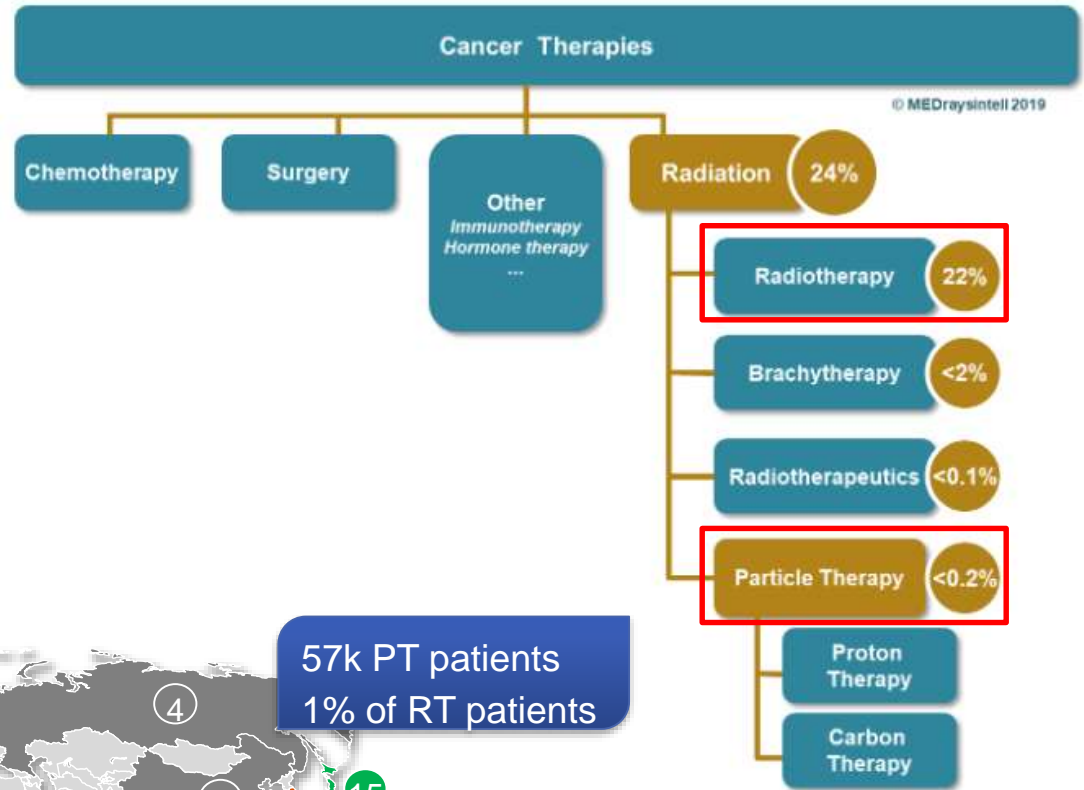 Cancer Therapies
© MEDraysintell 2019
Chemotherapy
Surgery
Other
Immunotherapy
Hormone therapy
...
Radiation
24%
Radiotherapy
22%
Brachytherapy
<2%
Radiotherapeutics
<0.1%
Particle Therapy
<0.2%
Proton
Therapy
Carbon
Therapy
57k PT patients
1% of RT patients
4
15